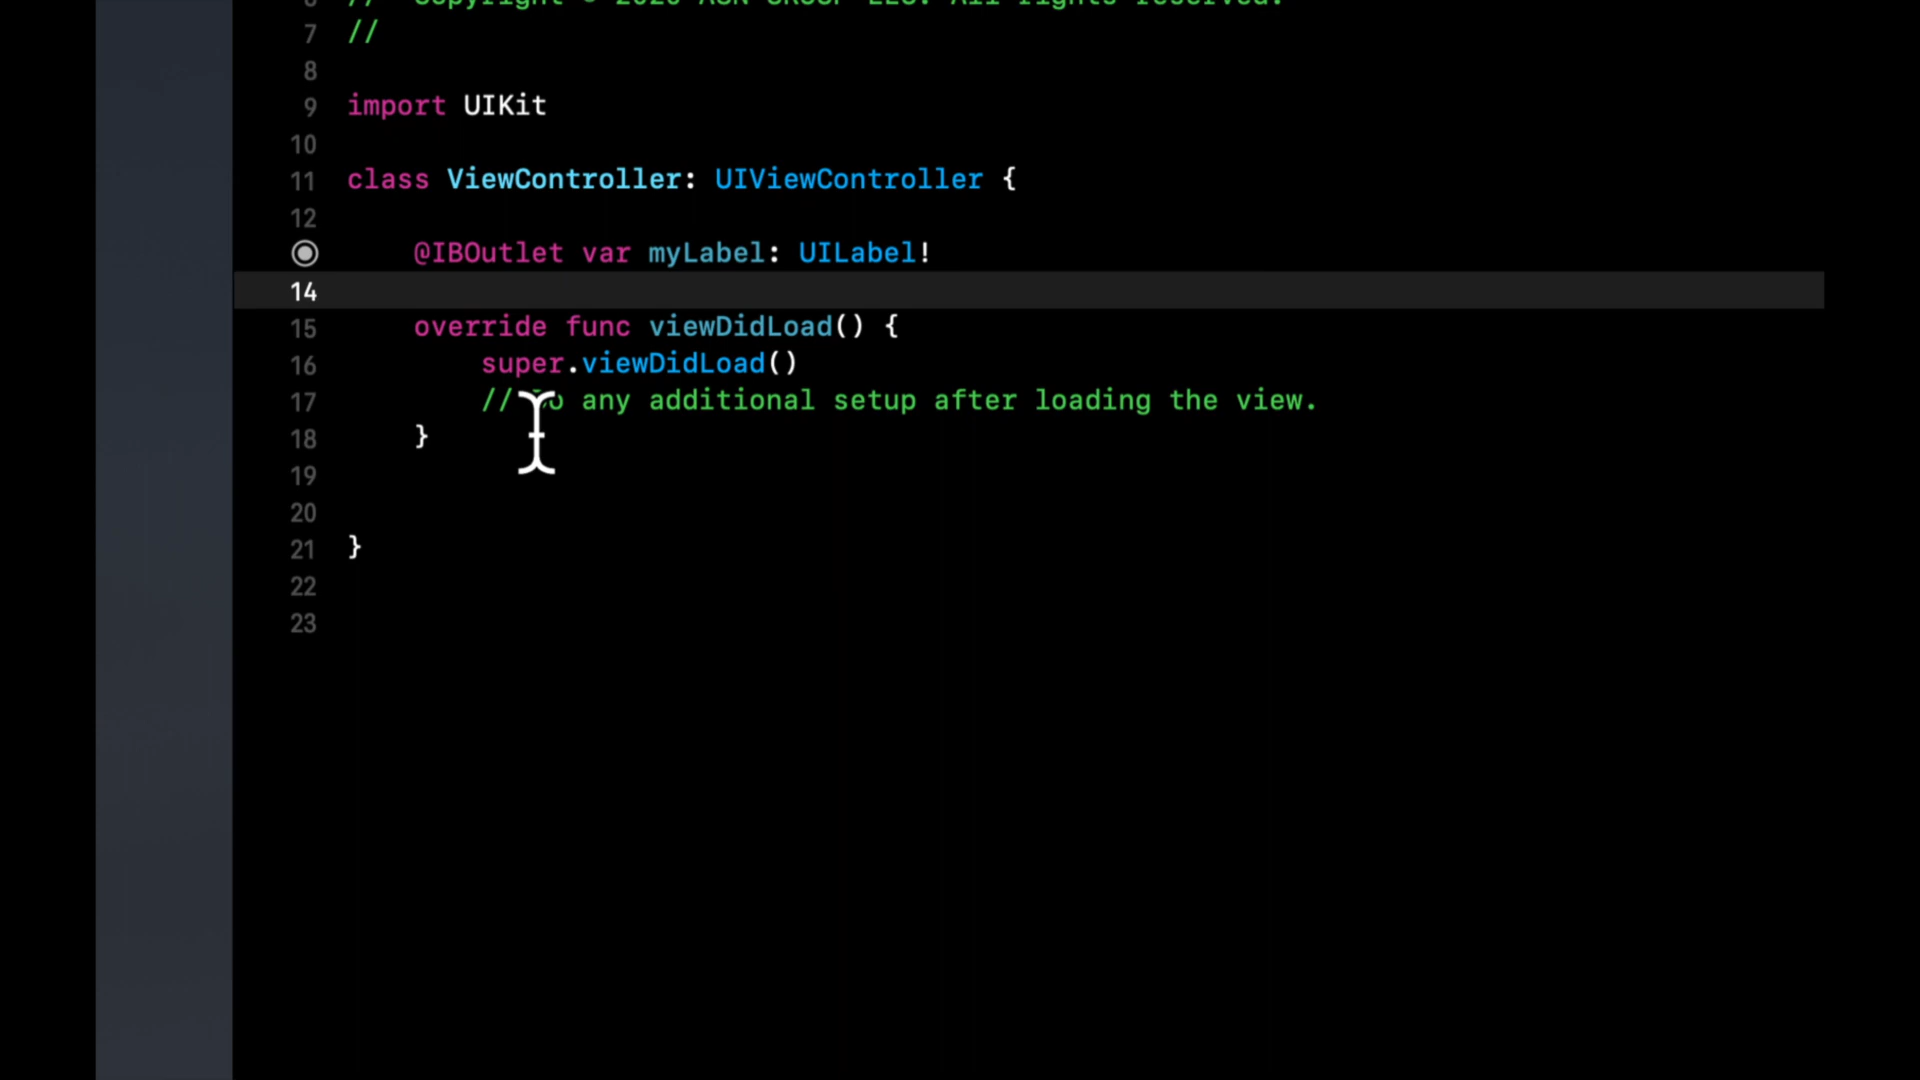 7 //
8
9 import UIKit
10
11 class ViewController: UIViewController {
12
@IBOutlet var myLabel: UILabel!
14
15 override func viewDidLoad() {
16 super.viewDidLoad()
17 // any additional setup after loading the view.
18 }
19
20
21 }
22
23